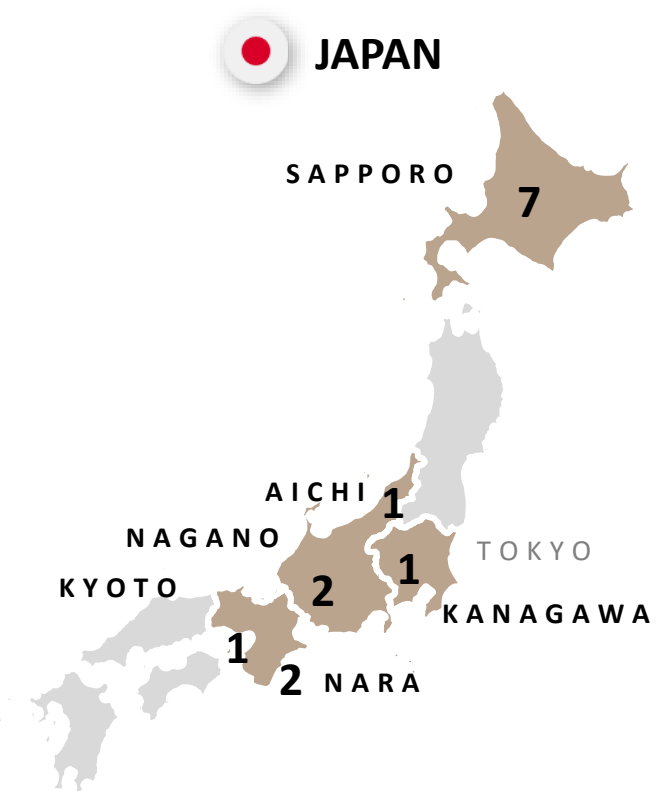 JAPAN
SAPPORO
7
AICHI 1
NAGANO
TOKYO
1
2
KYOTO
KANAGAWA
1
2 NARA